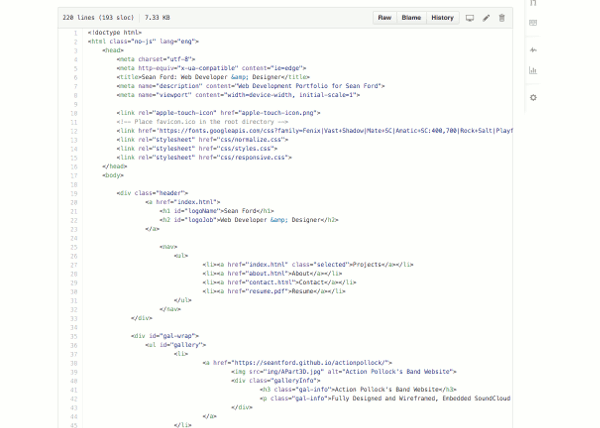 220 lines (193 sloc) 7.33 KB
Raw Blame History
1 <!doctype html>
2 <html class="no-js" lang="eng">
3 <head>
4 <meta charset="utf-8">
5 <meta http-equiv="x-ua-compatible" content="ie=edge">
6 <title>Sean Ford: Web Developer &amp; Designer</title>
7 <meta name="description" content="Web Development Portfolio for Sean Ford">
8 <meta name="viewport" content="width=device-width, initial-scale=1">
9
10 <link rel="apple-touch-icon" href="apple-touch-icon.png">
11 <!-- Place favicon.ico in the root directory -->
12 <link href='https://fonts.googleapis.com/css?family=Fenix|Vast+Shadow|Mate+SC|Amatic+SC:400,700|Rock+Salt|Playf
13 <link rel="stylesheet" href="css/normalize.css">
14 <link rel="stylesheet" href="css/styles.css">
15 <link rel="stylesheet" href="css/responsive.css">
16 </head>
17 <body>
18
19 <div class="header">
20 <a href="index.html">
21 <h1 id="logoName">Sean Ford</h1>
22 <h2 id="logoJob">Web Developer &amp; Designer</h2>
23 </a>
24
25 <nav>
26 <ul>
27 <li><a href="index.html" class="selected">Projects</a></li>
28 <li><a href="about.html">About</a></li>
29 <li><a href="contact.html">Contact</a></li>
30 <li><a href="resume.pdf">Resume</a></li>
31 </ul>
32 </nav>
33 </div>
34
35 <div id="gal-wrap">
36 <ul id="gallery">
37 <li>
38 <a href="https://seantford.github.io/actionpollock/">
39 <img src="img/APart3D.jpg" alt="Action Pollock's Band Website">
40 <div class="galleryInfo">
41 <h3 class="gal-info">Action Pollock's Band Website</h3>
42 <p class="gal-info">Fully Designed and Wireframed, Embedded SoundCloud
43 </div>
44 </a>
45 </li>